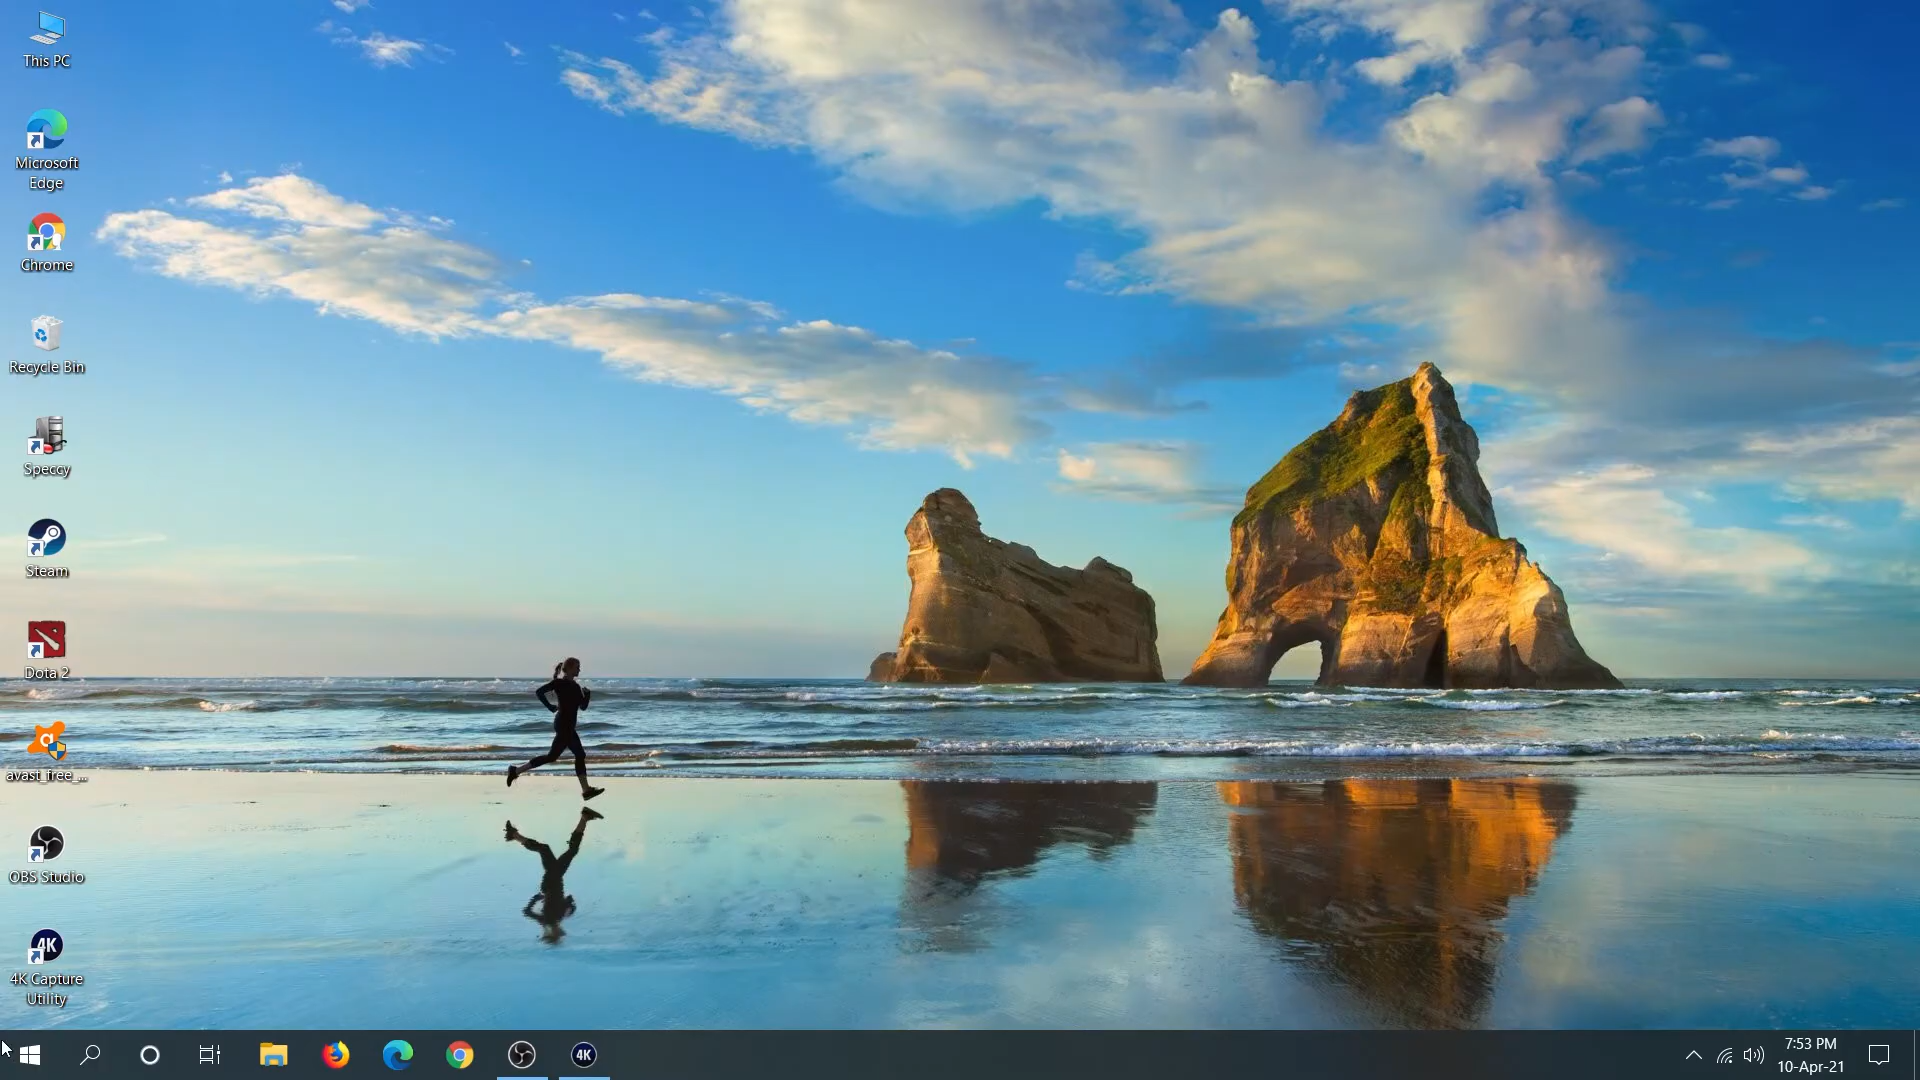 This PC
Microsoft
Edge
Chrome
Recycle Bin
Speccy
Steam
Dota 2
avast_free_...
OBS Studio
4K
4K Capture
Utility
4K
7:53 PM
10-Apr-21